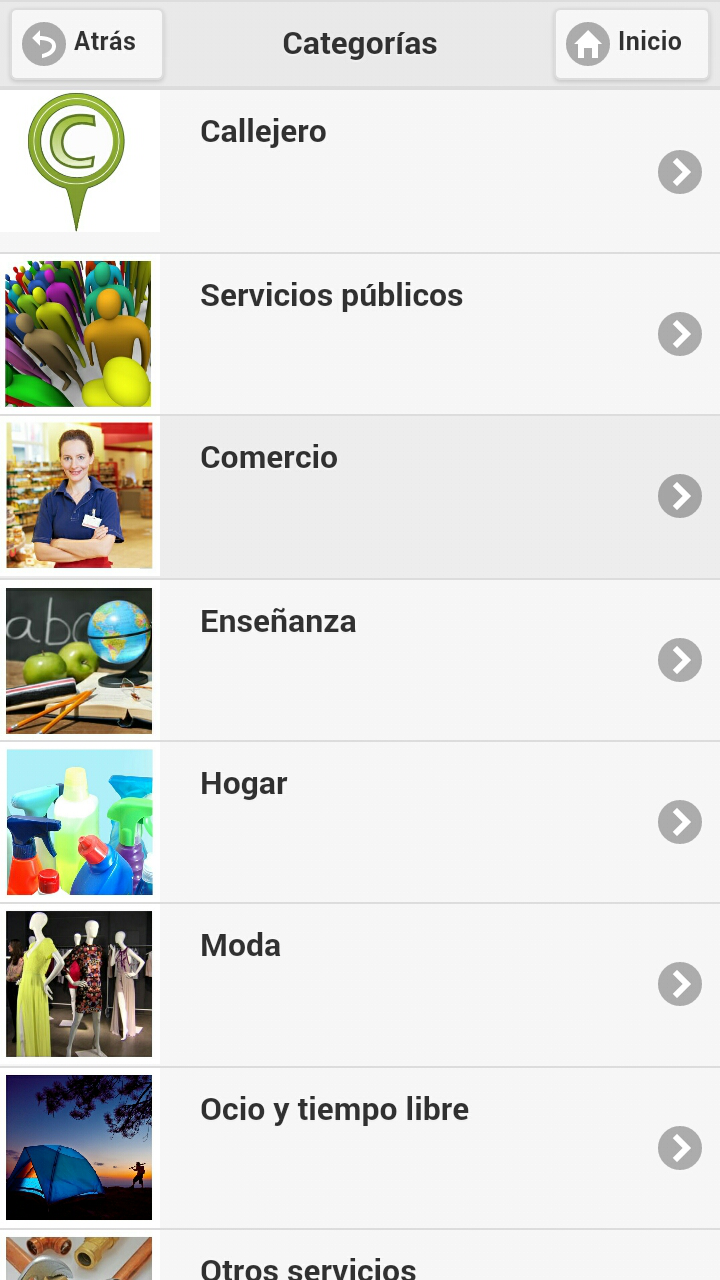 Atrás
Categorías
Inicio
C
Callejero
Servicios públicos
Comercio
abc
Enseñanza
Hogar
Moda
Ocio y tiempo libre
Otros servicios